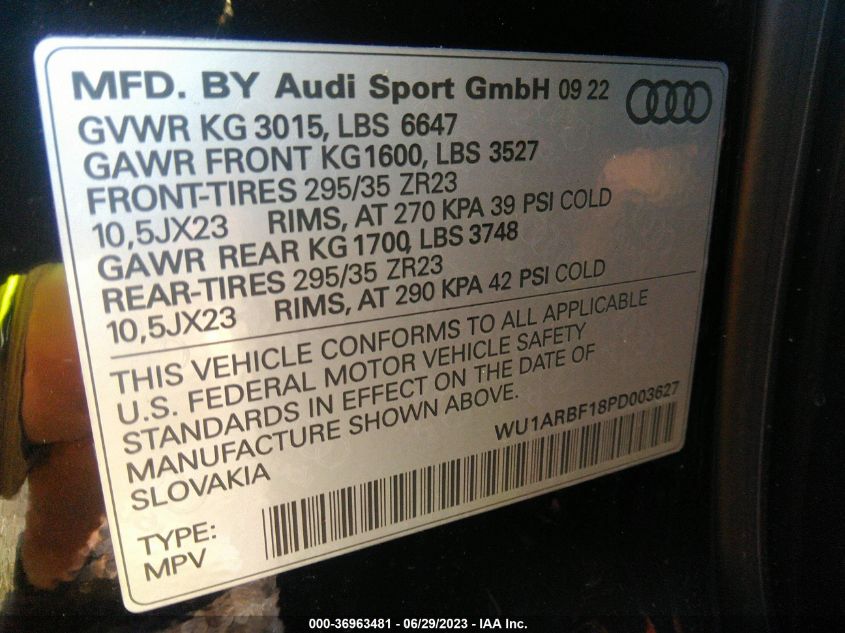 MFD. BY Audi Sport GmbH 09 22
GVWR KG 3015, LBS 6647
GAWR FRONT KG1600, LBS 3527
FRONT-TIRES 295/35 ZR23
10,5JX23 RIMS, AT 270 KPA 39 PSI COLD
GAWR REAR KG 1700, LBS 3748
REAR-TIRES 295/35 ZR23
10,5JX23 RIMS, AT 290 KPA 42 PSI COLD
THIS VEHICLE CONFORMS TO ALL APPLICABLE
U.S. FEDERAL MOTOR VEHICLE SAFETY
STANDARDS IN EFFECT ON THE DATE OF
MANUFACTURE SHOWN ABOVE.
SLOVAKIA
WU1ARBF18PD003627
TYPE:
MPV
000-36963481 - 06/29/2023 - IAA Inc.